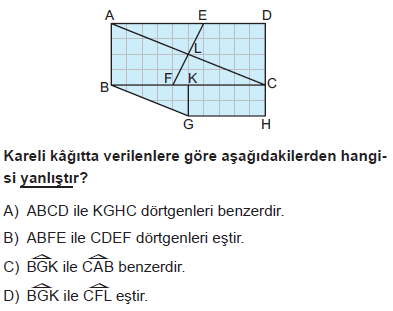 A E D
L
B F K C
G H
Kareli kâğıtta verilenlere göre aşağıdakilerden hangi-
si yanlıştır?
A) ABCD ile KGHC dörtgenleri benzerdir.
B) ABFE ile CDEF dörtgenleri eştir.
C) BGK ile CAB benzerdir.
D) BGK ile CFL eştir.